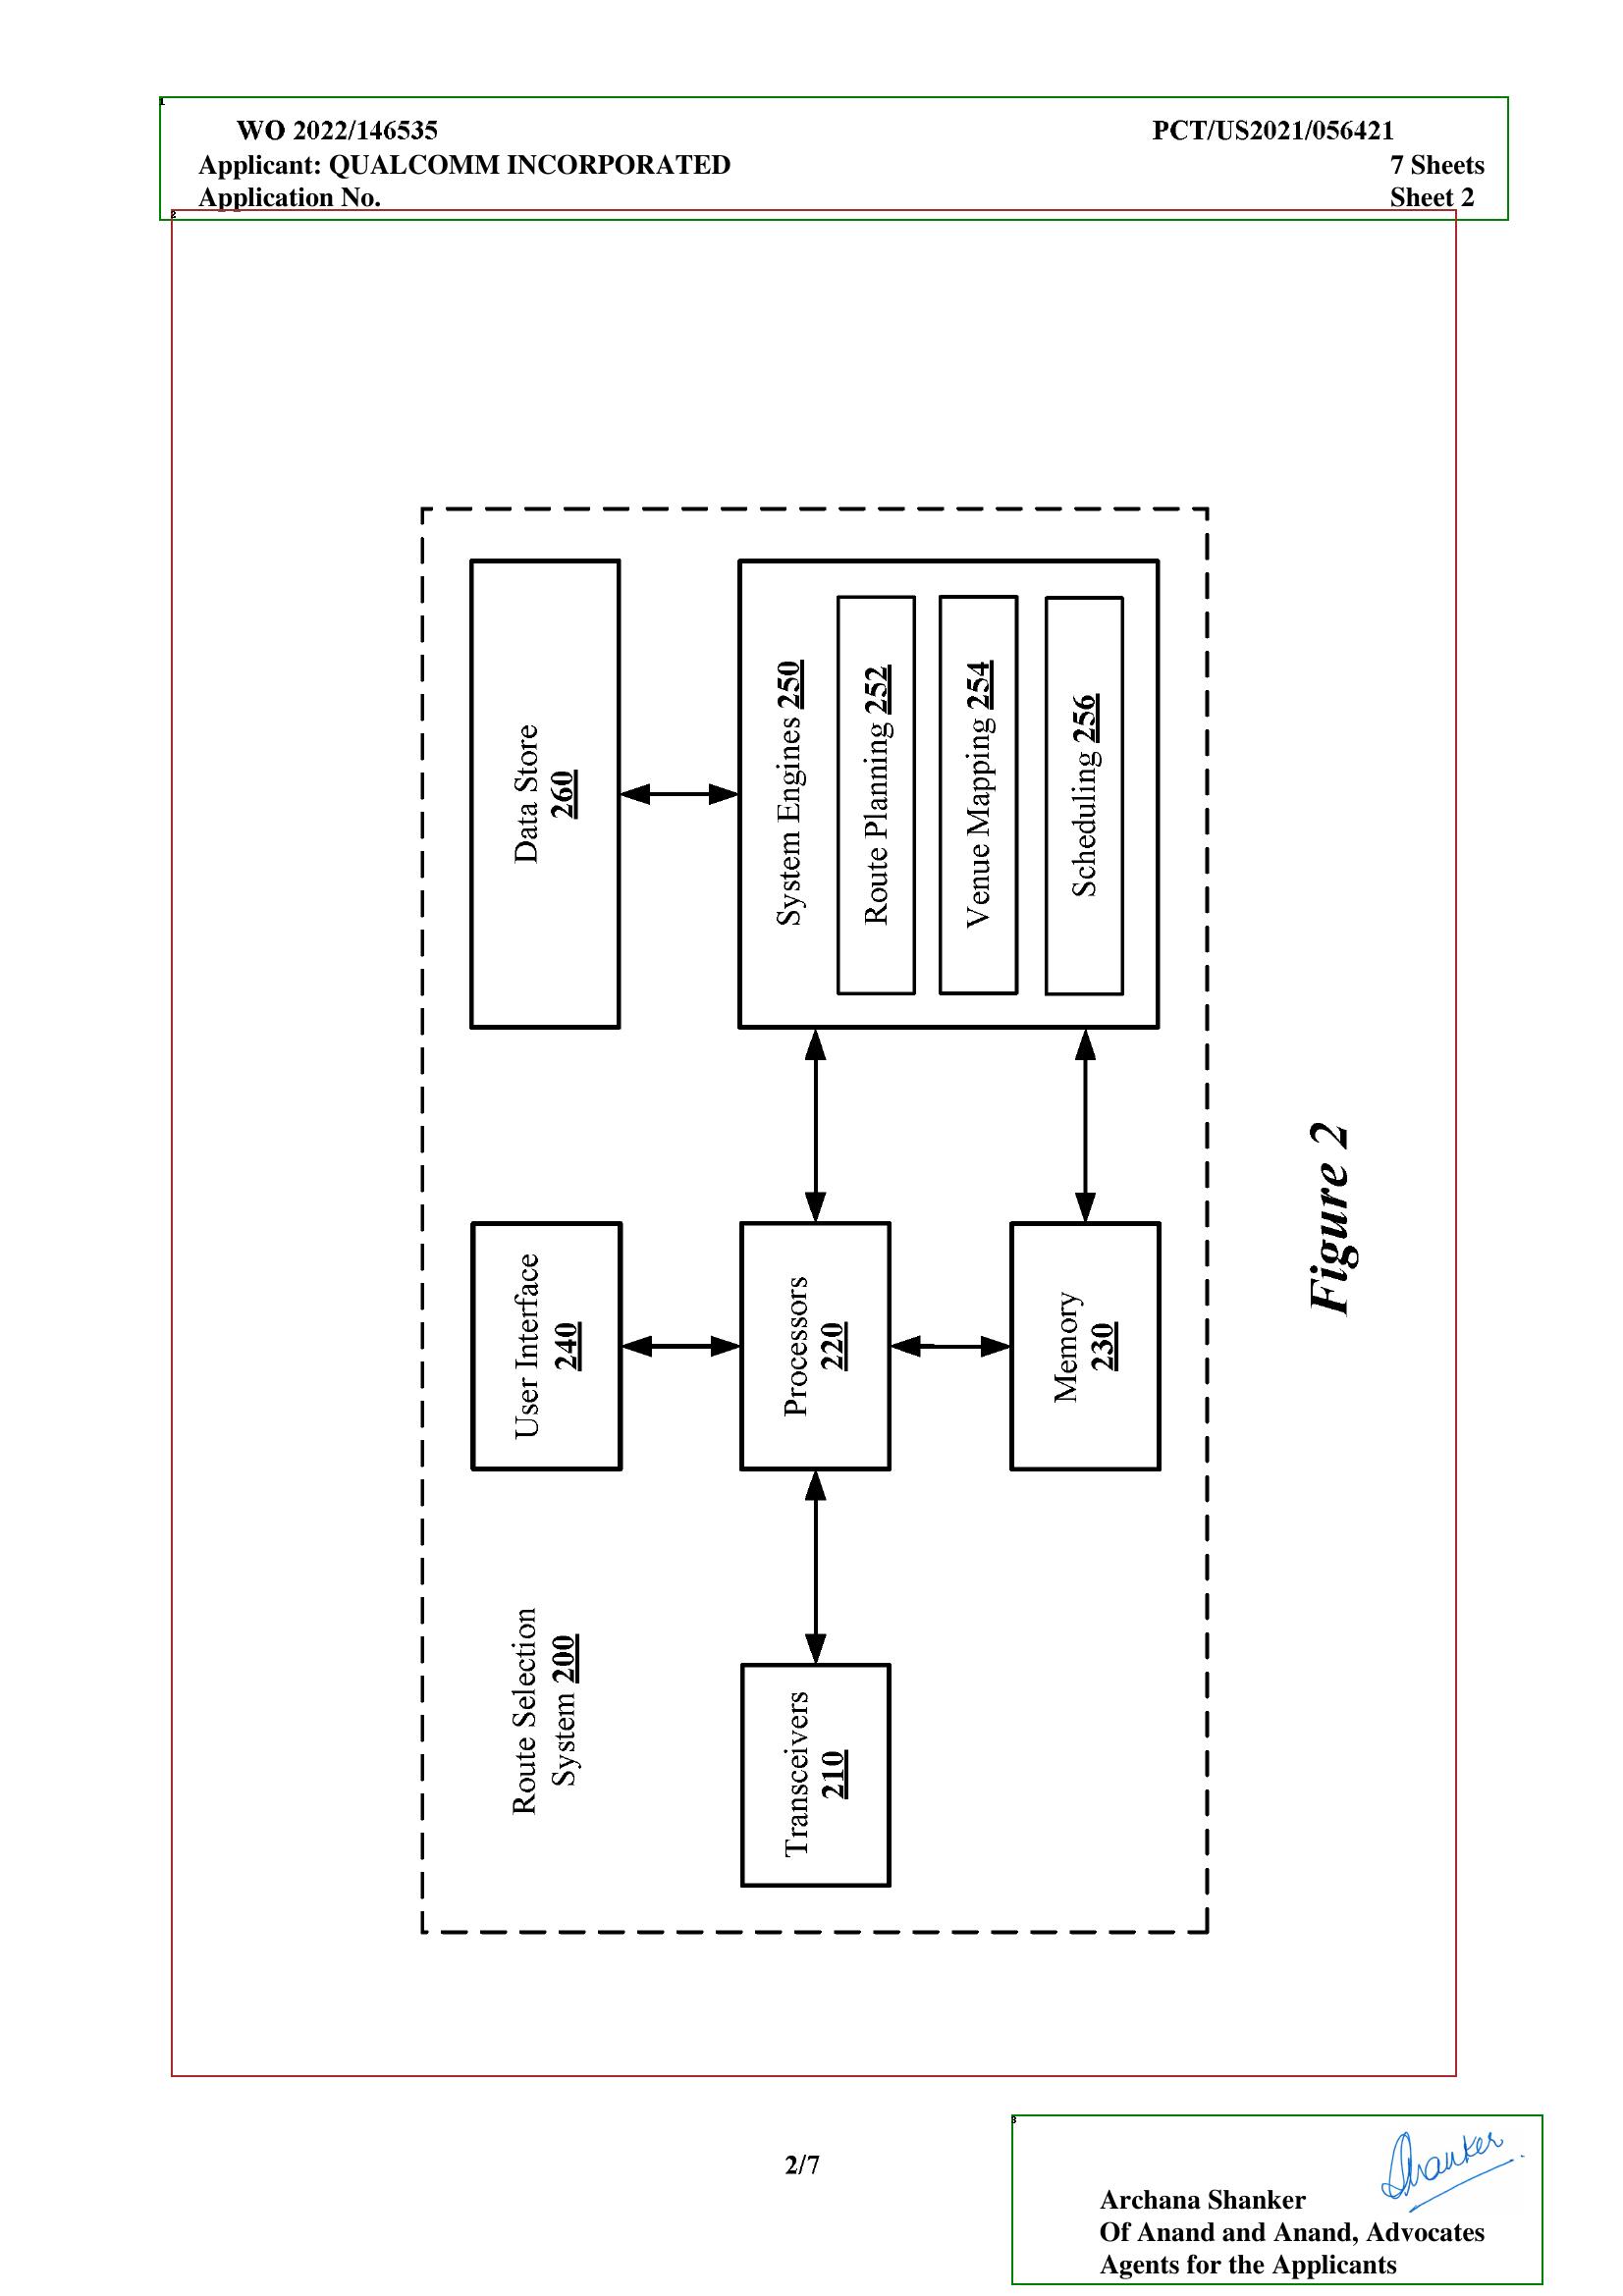 1
WO 2022/146535 PCT/US2021/056421
Applicant: QUALCOMM INCORPORATED 7 Sheets
Application No. Sheet 2
2
Route Selection
System 200
User Interface
240
Data Store
260
Transceivers
210
Processors
220
System Engines 250
Route Planning 252
Venue Mapping 254
Scheduling 256
Memory
230
Figure 2
3
Shanker
2/7
Archana Shanker
Of Anand and Anand, Advocates
Agents for the Applicants